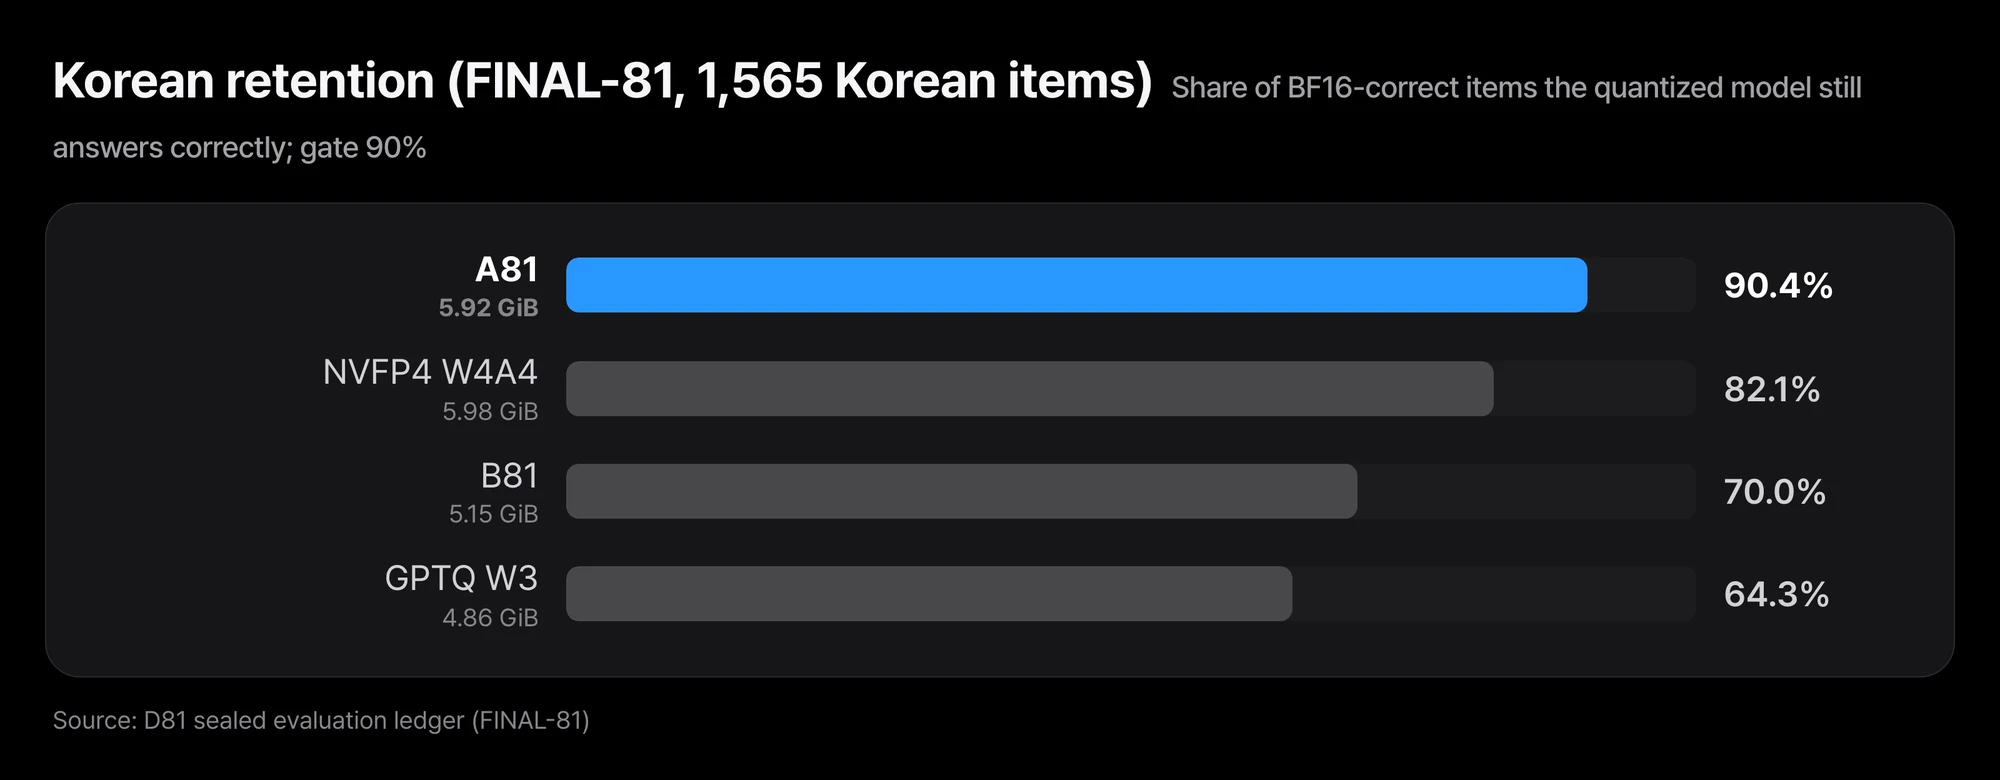 Korean retention (FINAL-81, 1,565 Korean items) Share of BF16-correct items the quantized model still
answers correctly; gate 90%
A81
5.92 GiB
90.4%
NVFP4 W4A4
5.98 GiB
82.1%
B81
5.15 GiB
70.0%
GPTQ W3
4.86 GiB
64.3%
Source: D81 sealed evaluation ledger (FINAL-81)